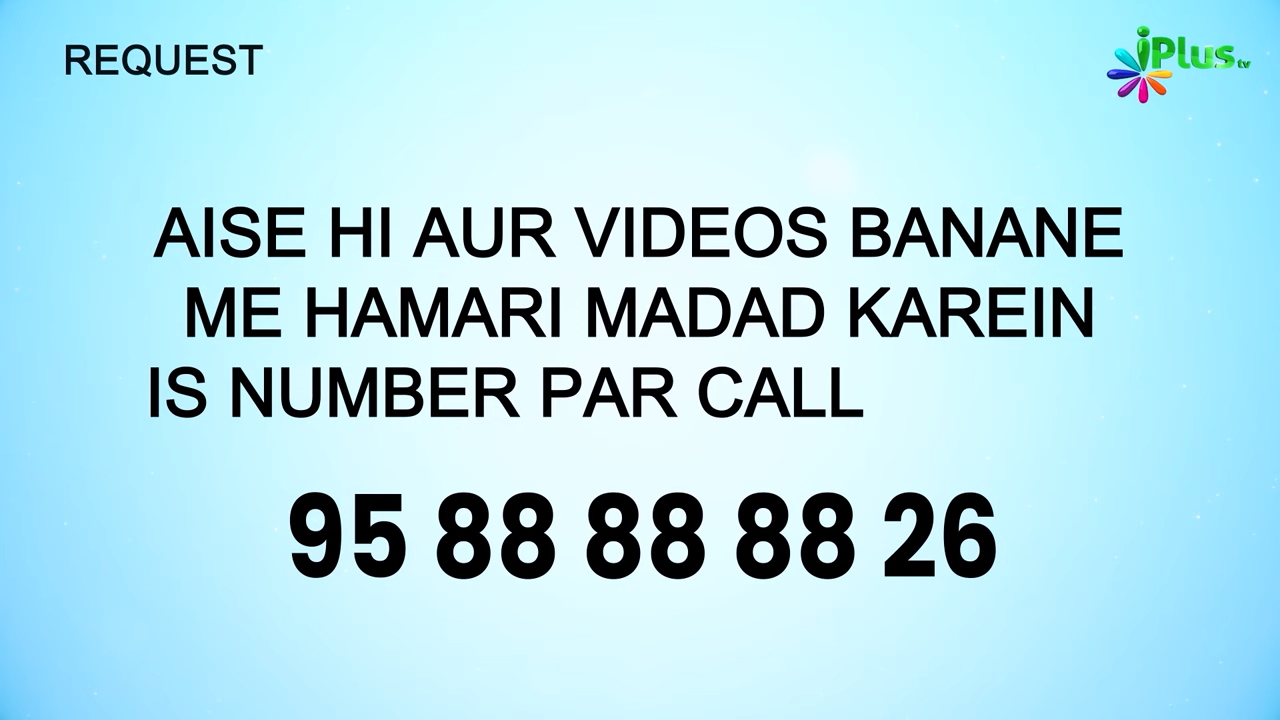 REQUEST
iPlus tv
AISE HI AUR VIDEOS BANANE
ME HAMARI MADAD KAREIN
IS NUMBER PAR CALL
95 88 88 88 26